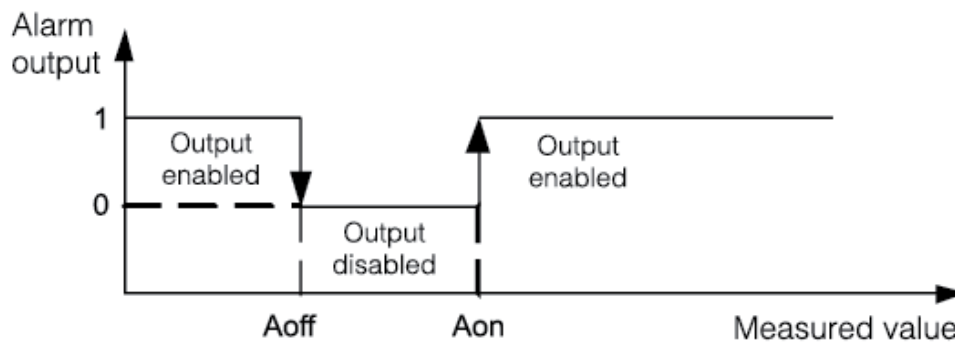 Alarm
output
1
Output
enabled
Output
enabled
0
Output
disabled
Aoff
Aon
Measured value